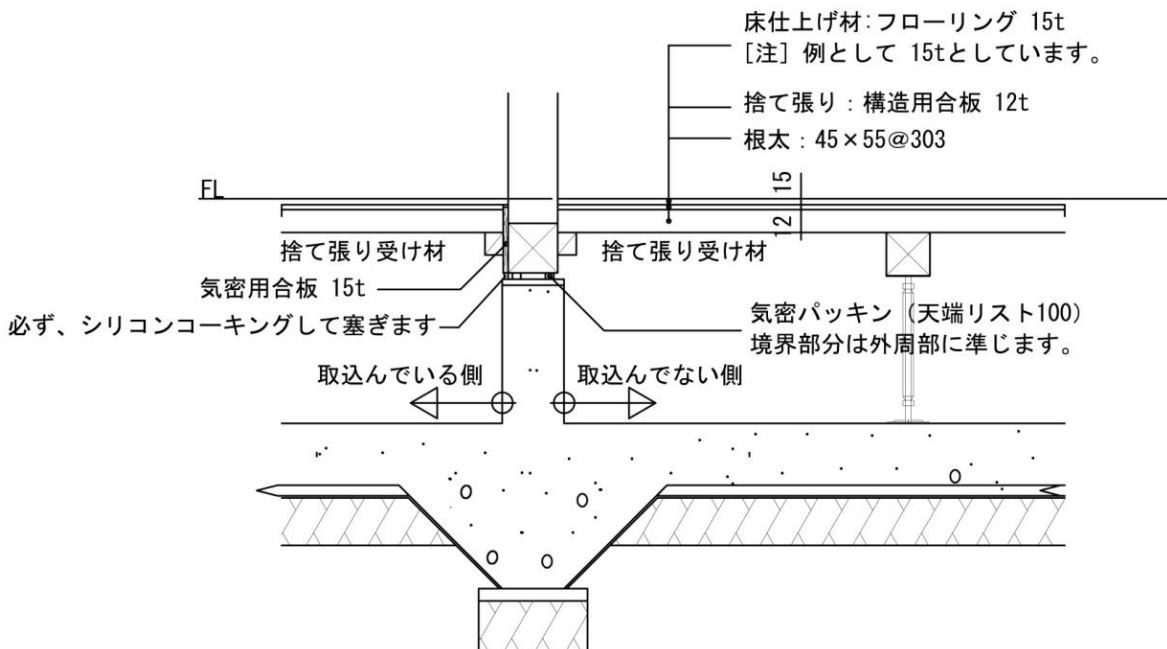 床仕上げ材：フローリング 15t
[注] 例として 15tとしています。
捨て張り：構造用合板 12t
根太：45×55@303
15
FL
12
捨て張り受け材
捨て張り受け材
気密用合板 15t
必ず、シリコンコーキングして塞ぎます
気密パッキン（天端リスト100）
境界部分は外周部に準じます。
取込んでいる側
取込んでない側